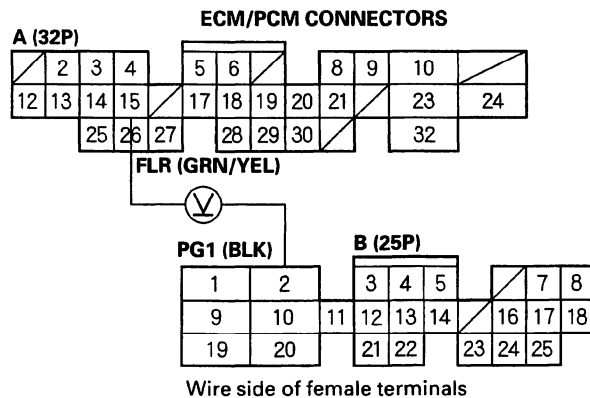 ECM/PCM CONNECTORS
A (32P)
2 3 4 5 6 8 9 10
12 13 14 15 17 18 19 20 21 23 24
25 26 27 28 29 30 32
FLR (GRN/YEL)
V
PG1 (BLK) B (25P)
1 2 3 4 5 7 8
9 10 11 12 13 14 16 17 18
19 20 21 22 23 24 25
Wire side of female terminals